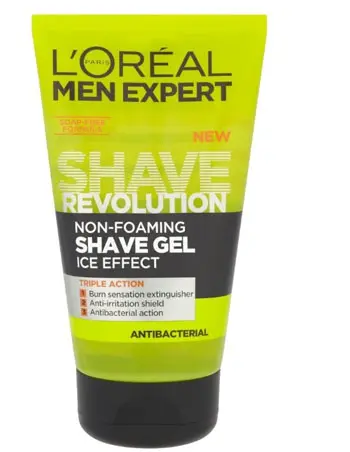 L'ORÉAL
PARIS
MEN EXPERT
SOAP-FREE
FORMULA
NEW
SHAVE
REVOLUTION
NON-FOAMING
SHAVE GEL
ICE EFFECT
TRIPLE ACTION
1 Burn sensation extinguisher
2 Anti-irritation shield
3 Antibacterial action
ANTIBACTERIAL